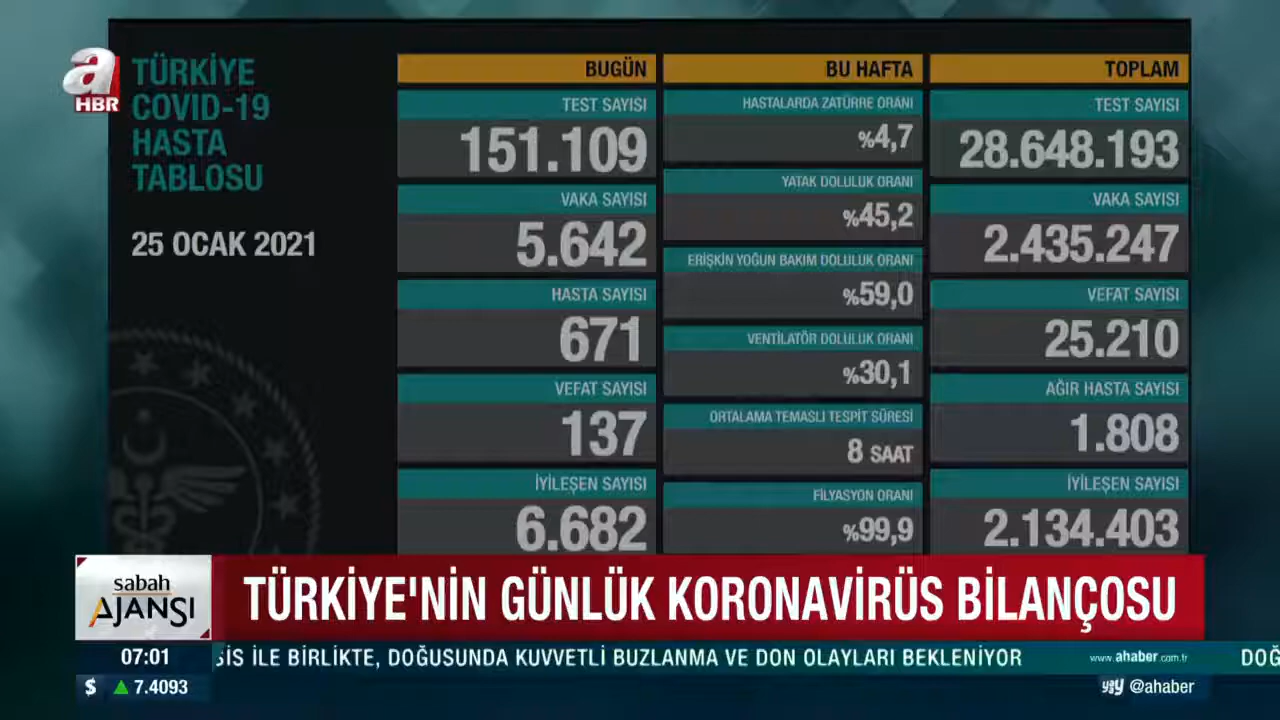 a
HBR
TÜRKİYE
COVID-19
HASTA
TABLOSU
25 OCAK 2021
BUGÜN
TEST SAYISI
151.109
VAKA SAYISI
5.642
HASTA SAYISI
671
VEFAT SAYISI
137
İYİLEŞEN SAYISI
6.682
BU HAFTA
HASTALARDA ZATÜRRE ORANI
%4,7
YATAK DOLULUK ORANI
%45,2
ERİŞKİN YOĞUN BAKIM DOLULUK ORANI
%59,0
VENTİLATÖR DOLULUK ORANI
%30,1
ORTALAMA TEMASLI TESPİT SÜRESİ
8 SAAT
FİLYASYON ORANI
%99,9
TOPLAM
TEST SAYISI
28.648.193
VAKA SAYISI
2.435.247
VEFAT SAYISI
25.210
AĞIR HASTA SAYISI
1.808
İYİLEŞEN SAYISI
2.134.403
sabah
AJANSI
TÜRKİYE'NİN GÜNLÜK KORONAVİRÜS BİLANÇOSU
07:01
SİS İLE BİRLİKTE, DOĞUSUNDA KUVVETLİ BUZLANMA VE DON OLAYLARI BEKLENİYOR
www.ahaber.com.tr
DOĞ
$ ▲ 7.4093
@ahaber